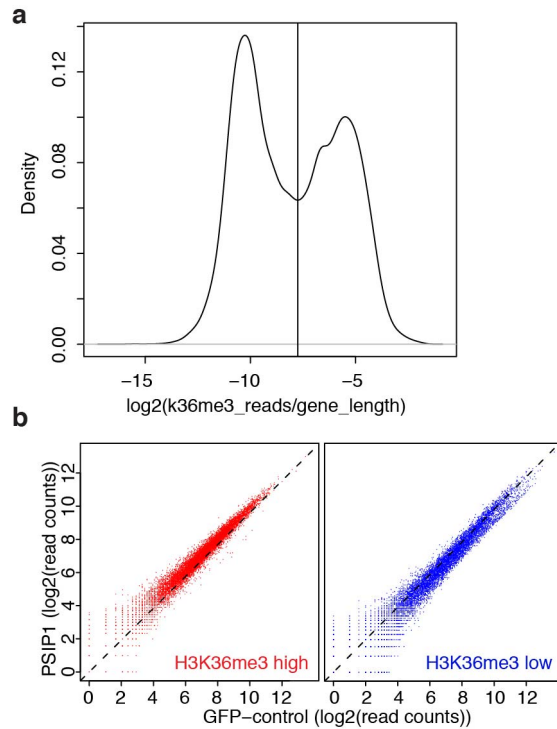 a
Density
0.12
0.08
0.04
0.00
−15 −10 −5
log2(k36me3_reads/gene_length)
b
PSIP1 (log2(read counts))
12
10
8
6
4
2
0
H3K36me3 high
H3K36me3 low
0 2 4 6 8 10 12
0 2 4 6 8 10 12
GFP−control (log2(read counts))